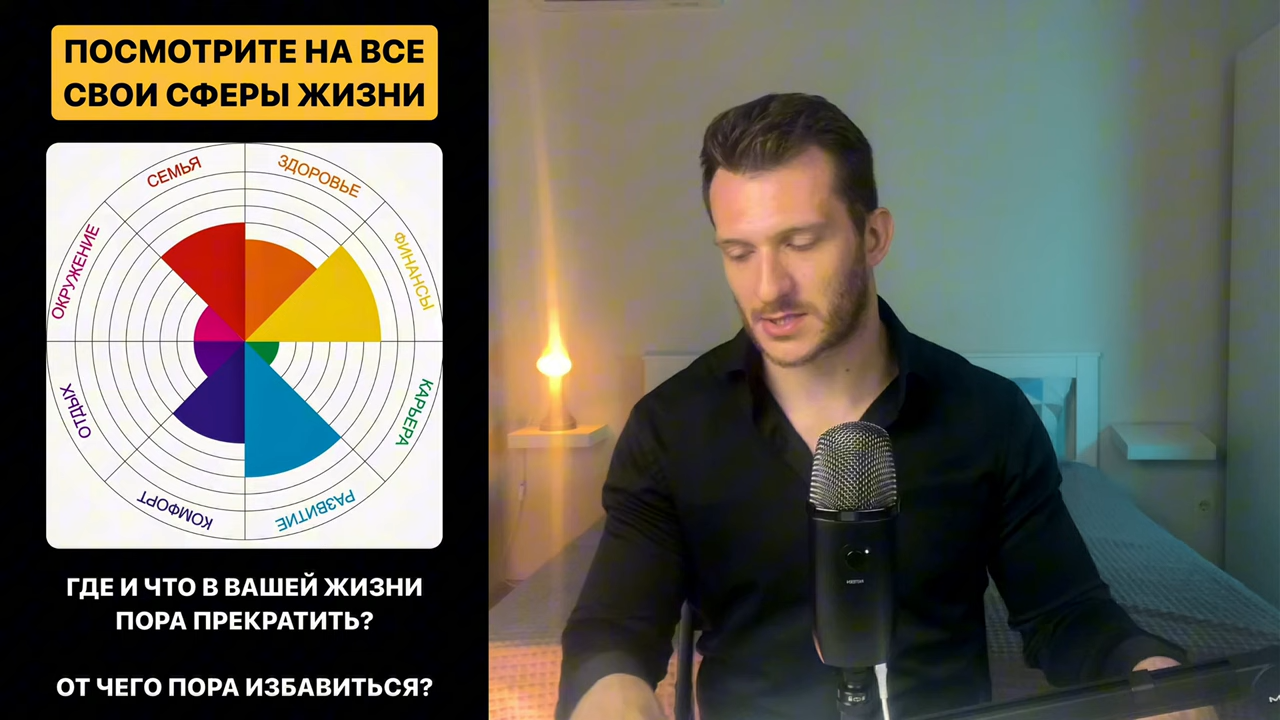 ПОСМОТРИТЕ НА ВСЕ
СВОИ СФЕРЫ ЖИЗНИ
СЕМЬЯ
ЗДОРОВЬЕ
ОКРУЖЕНИЕ
ФИНАНСЫ
ОТДЫХ
КАРЬЕРА
КОМФОРТ
РАЗВИТИЕ
ГДЕ И ЧТО В ВАШЕЙ ЖИЗНИ
ПОРА ПРЕКРАТИТЬ?
ОТ ЧЕГО ПОРА ИЗБАВИТЬСЯ?